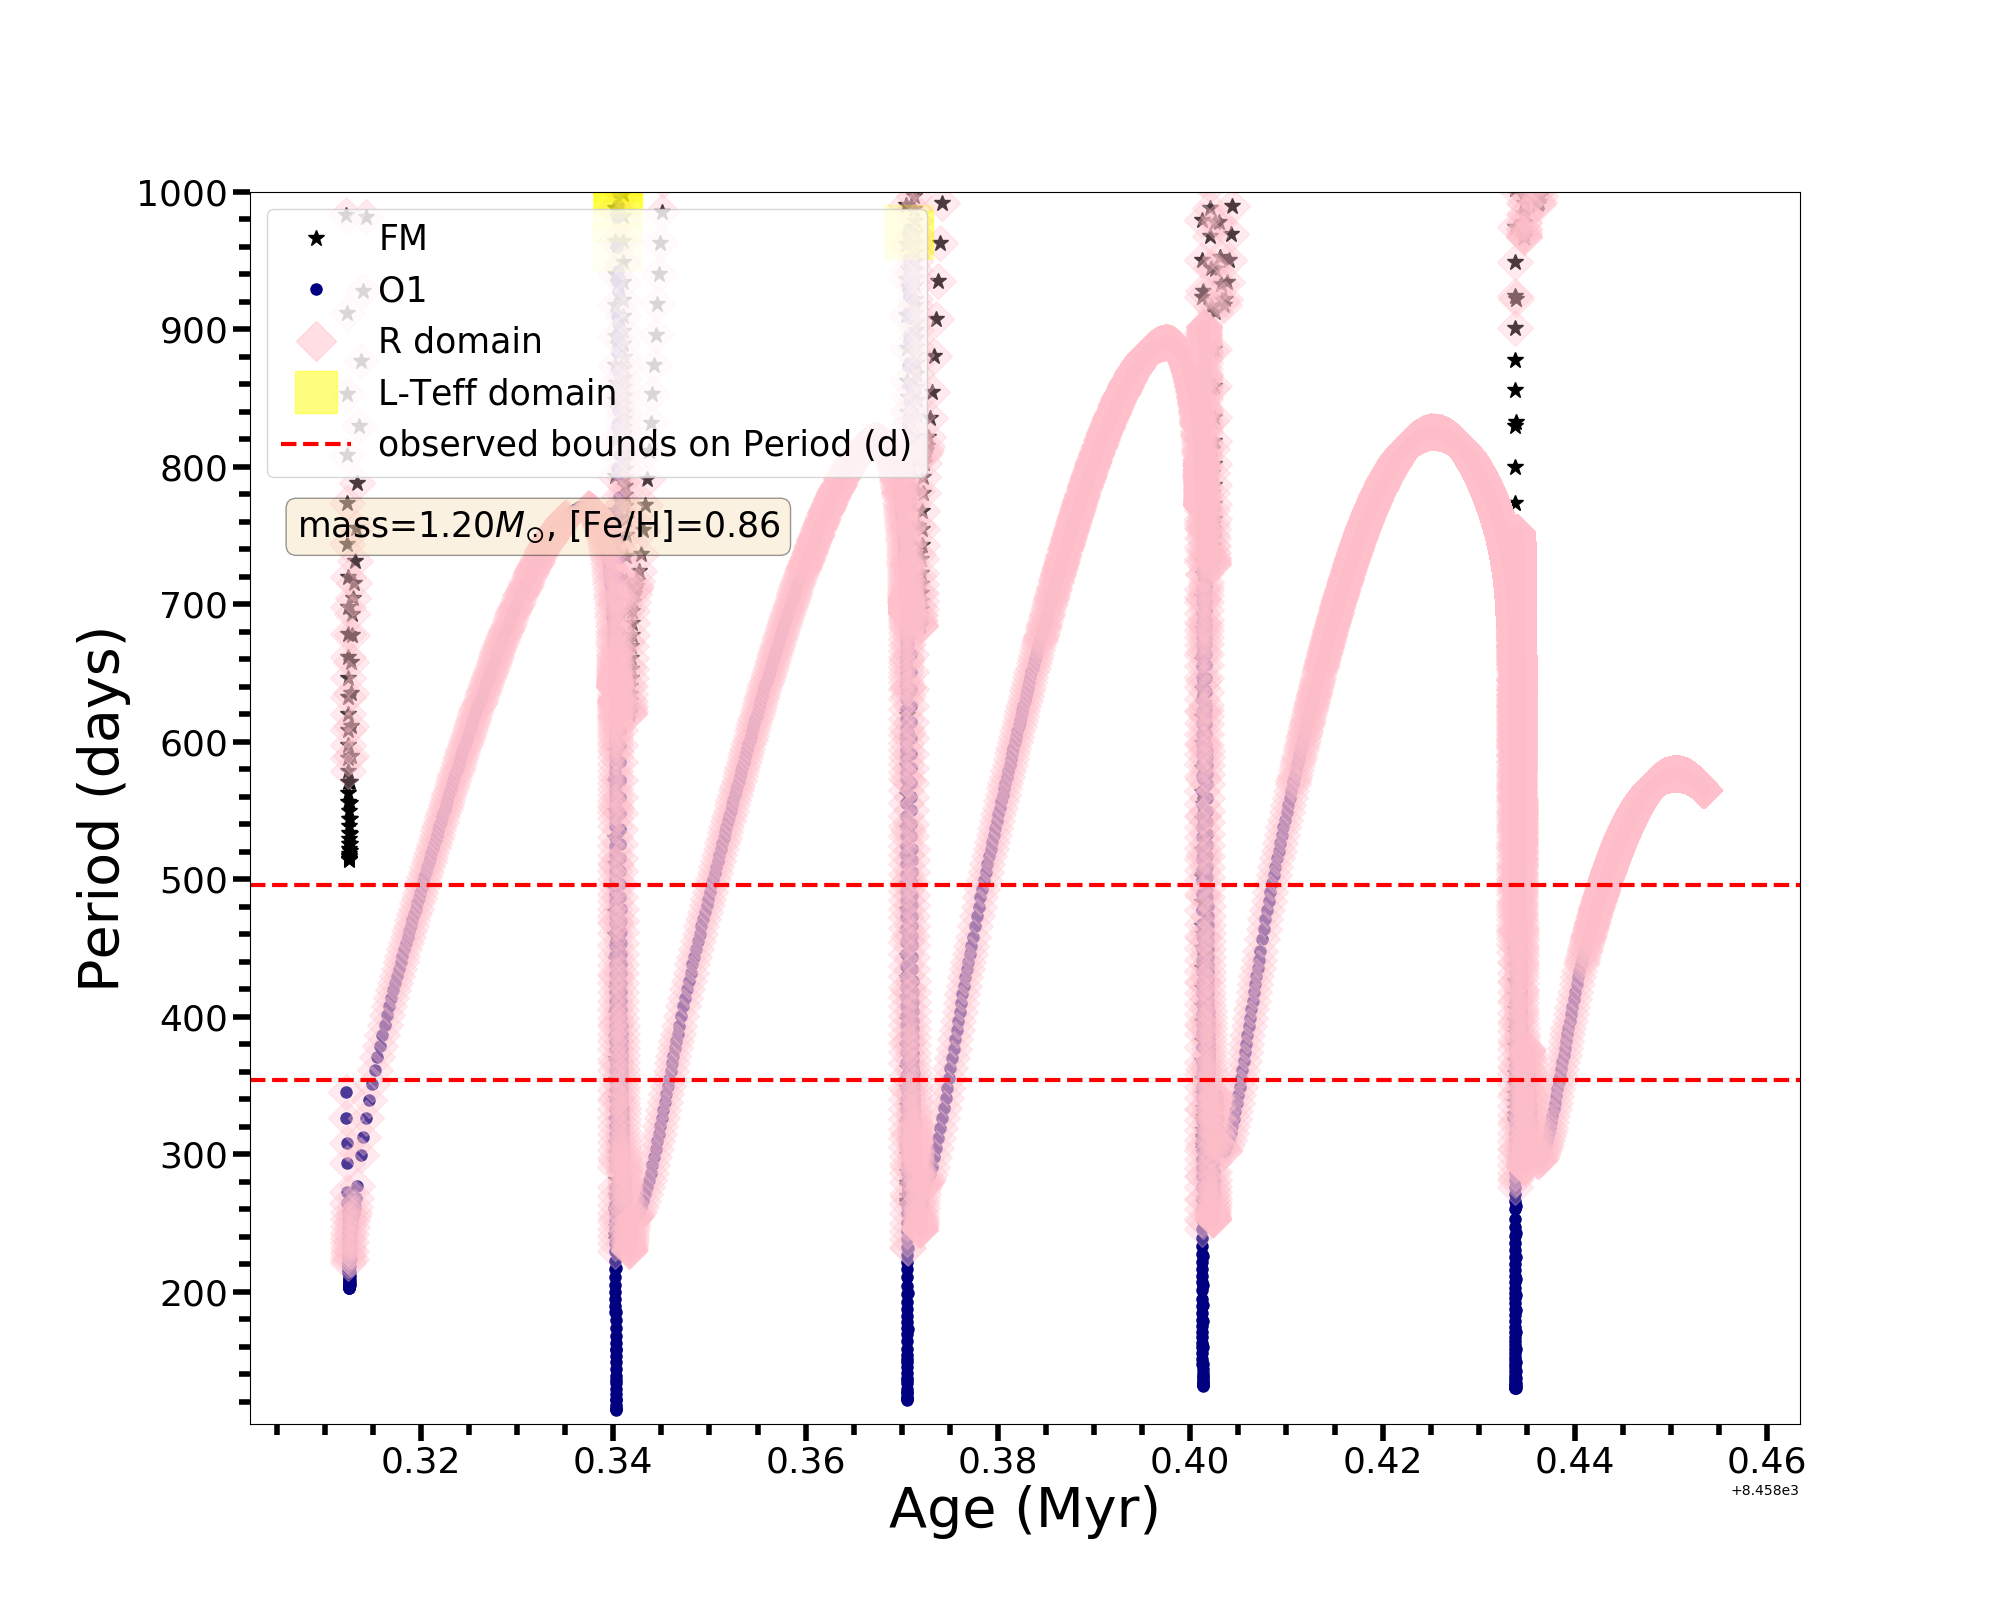 1000
900
800
700
600
500
400
300
200
Period (days)
FM
O1
R domain
L-Teff domain
observed bounds on Period (d)
mass=1.20M☉, [Fe/H]=0.86
0.32 0.34 0.36 0.38 0.40 0.42 0.44 0.46
+8.458e3
Age (Myr)